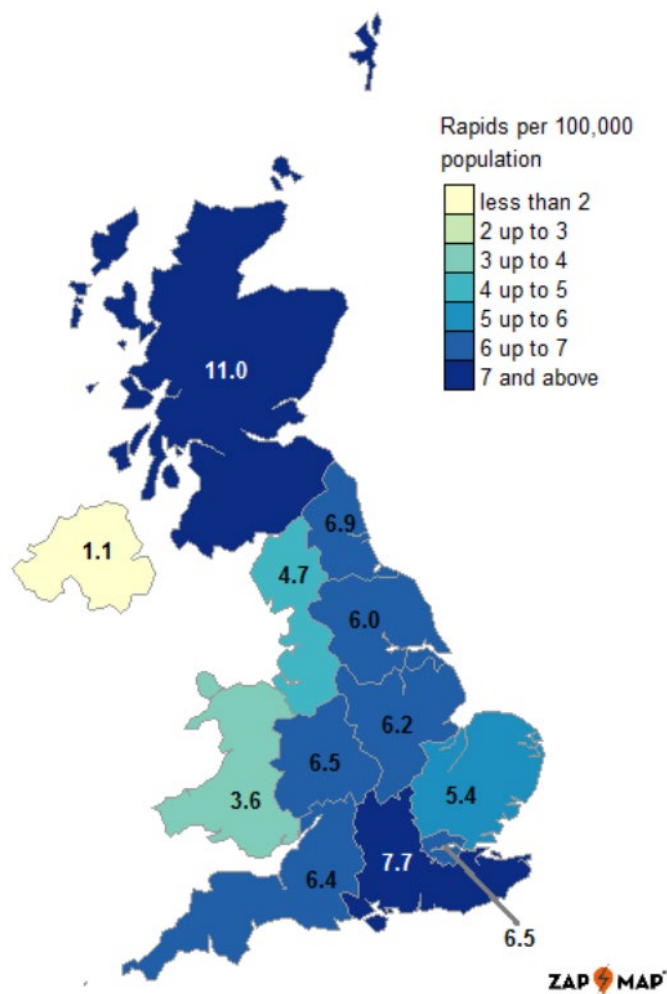 Rapids per 100,000
population
less than 2
2 up to 3
3 up to 4
4 up to 5
5 up to 6
6 up to 7
7 and above
11.0
6.9
1.1
4.7
6.0
6.2
6.5
5.4
3.6
7.7
6.4
6.5
ZAP MAP